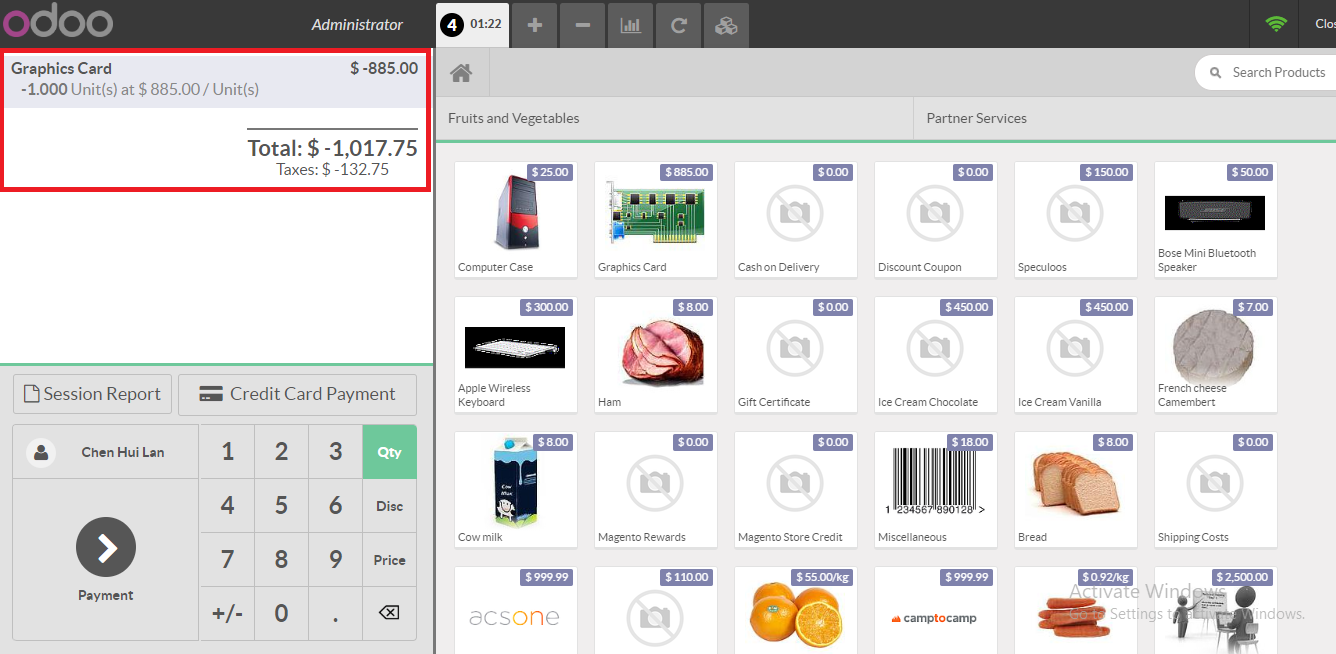 odoo
Administrator
4 01:22
Clos
Graphics Card $ -885.00
-1.000 Unit(s) at $ 885.00 / Unit(s)
Total: $ -1,017.75
Taxes: $ -132.75
Search Products
Fruits and Vegetables
Partner Services
$ 25.00
Computer Case
$ 885.00
Graphics Card
$ 0.00
Cash on Delivery
$ 0.00
Discount Coupon
$ 150.00
Speculoos
$ 50.00
Bose Mini Bluetooth
Speaker
$ 300.00
Apple Wireless
Keyboard
$ 8.00
Ham
$ 0.00
Gift Certificate
$ 450.00
Ice Cream Chocolate
$ 450.00
Ice Cream Vanilla
$ 7.00
French cheese
Camembert
$ 8.00
Cow
Milk
Cow milk
$ 0.00
Magento Rewards
$ 0.00
Magento Store Credit
$ 18.00
1 234567 890128 >
Miscellaneous
$ 8.00
Bread
$ 0.00
Shipping Costs
$ 999.99
acsone
$ 110.00
$ 55.00/kg
$ 999.99
camptocamp
$ 0.92/kg
$ 2,500.00
Activate Windows
Go to Settings to activate Windows.
Session Report
Credit Card Payment
Chen Hui Lan
Payment
1 2 3 Qty
4 5 6 Disc
7 8 9 Price
+/- 0 .